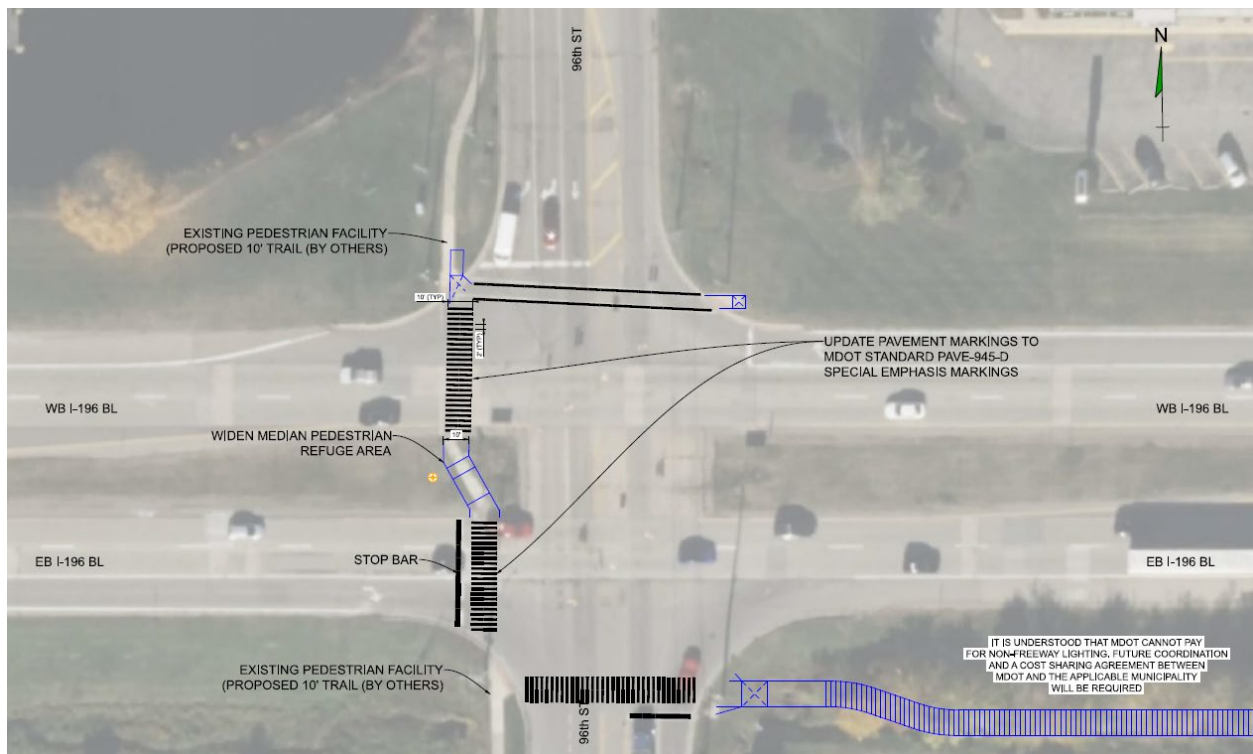 96th ST
N
EXISTING PEDESTRIAN FACILITY
(PROPOSED 10' TRAIL (BY OTHERS)
10' (TYP)
2' (TYP)
UPDATE PAVEMENT MARKINGS TO
MDOT STANDARD PAVE-945-D
SPECIAL EMPHASIS MARKINGS
WB I-196 BL
WB I-196 BL
WIDEN MEDIAN PEDESTRIAN
REFUGE AREA
10'
STOP BAR
EB I-196 BL
EB I-196 BL
IT IS UNDERSTOOD THAT MDOT CANNOT PAY
FOR NON-FREEWAY LIGHTING, FUTURE COORDINATION
AND A COST SHARING AGREEMENT BETWEEN
MDOT AND THE APPLICABLE MUNICIPALITY
WILL BE REQUIRED
EXISTING PEDESTRIAN FACILITY
(PROPOSED 10' TRAIL (BY OTHERS)
96th ST